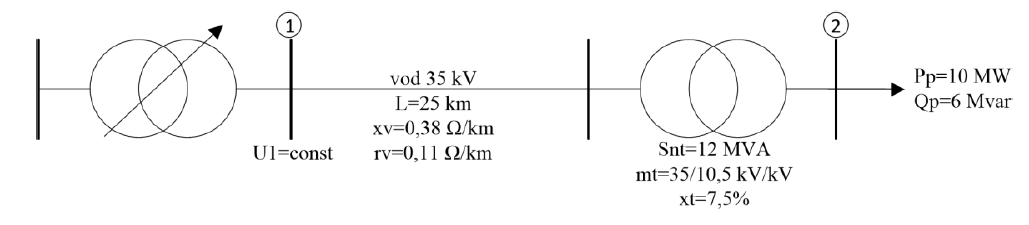 1
2
vod 35 kV
L=25 km
xv=0,38 Ω/km
rv=0,11 Ω/km
U1=const
Pp=10 MW
Qp=6 Mvar
Snt=12 MVA
mt=35/10,5 kV/kV
xt=7,5%